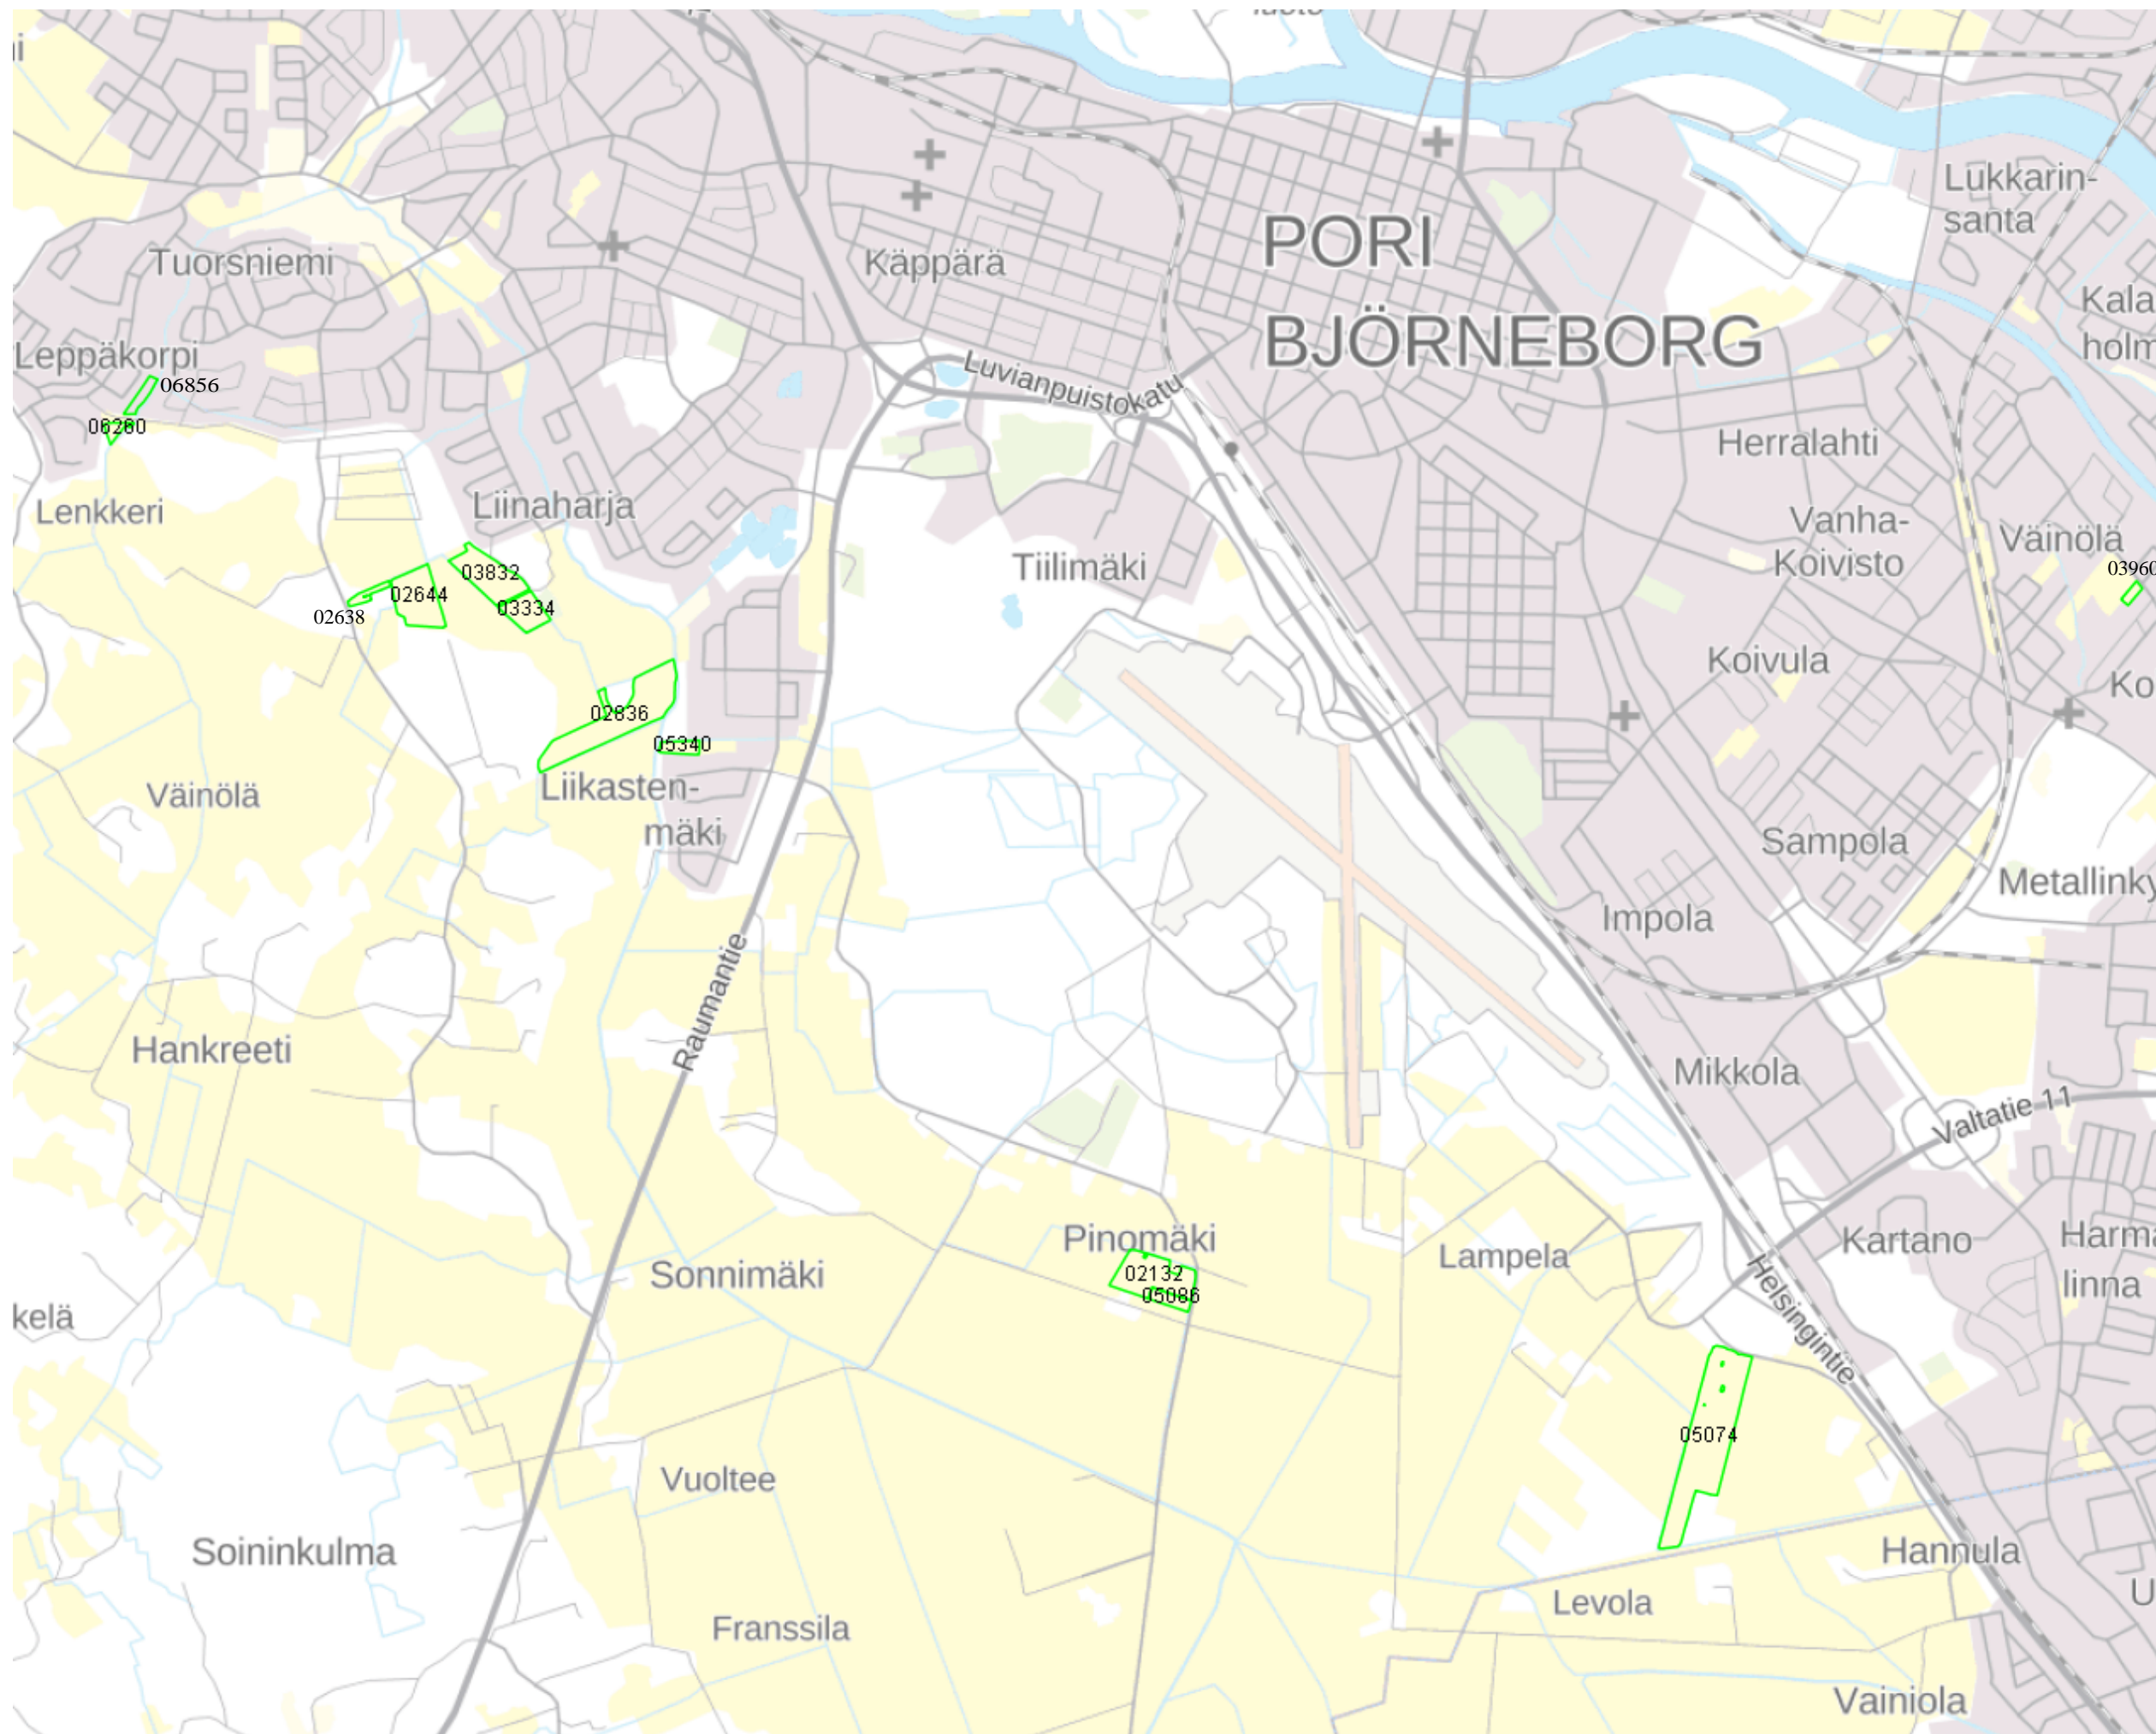 Lukkarin-
santa
PORI
BJÖRNEBORG
Käppärä
Tuorsniemi
Kala
holm
Leppäkorpi
06856
06260
Luvianpuistokatu
Herralahti
Lenkkeri
Liinaharja
Vanha-
Koivisto
Väinölä
03960
Tiilimäki
03832
02644
03334
02638
Koivula
Ko
02836
05340
Liikasten-
mäki
Väinölä
Sampola
Metallinky
Impola
Raumantie
Hankreeti
Mikkola
Valtatie 11
Pinomäki
Kartano
Harma
linna
Lampela
Sonnimäki
02132
05086
Helsingintie
kelä
05074
Vuoltee
Soininkulma
Hannula
Levola
U
Franssila
Vainiola